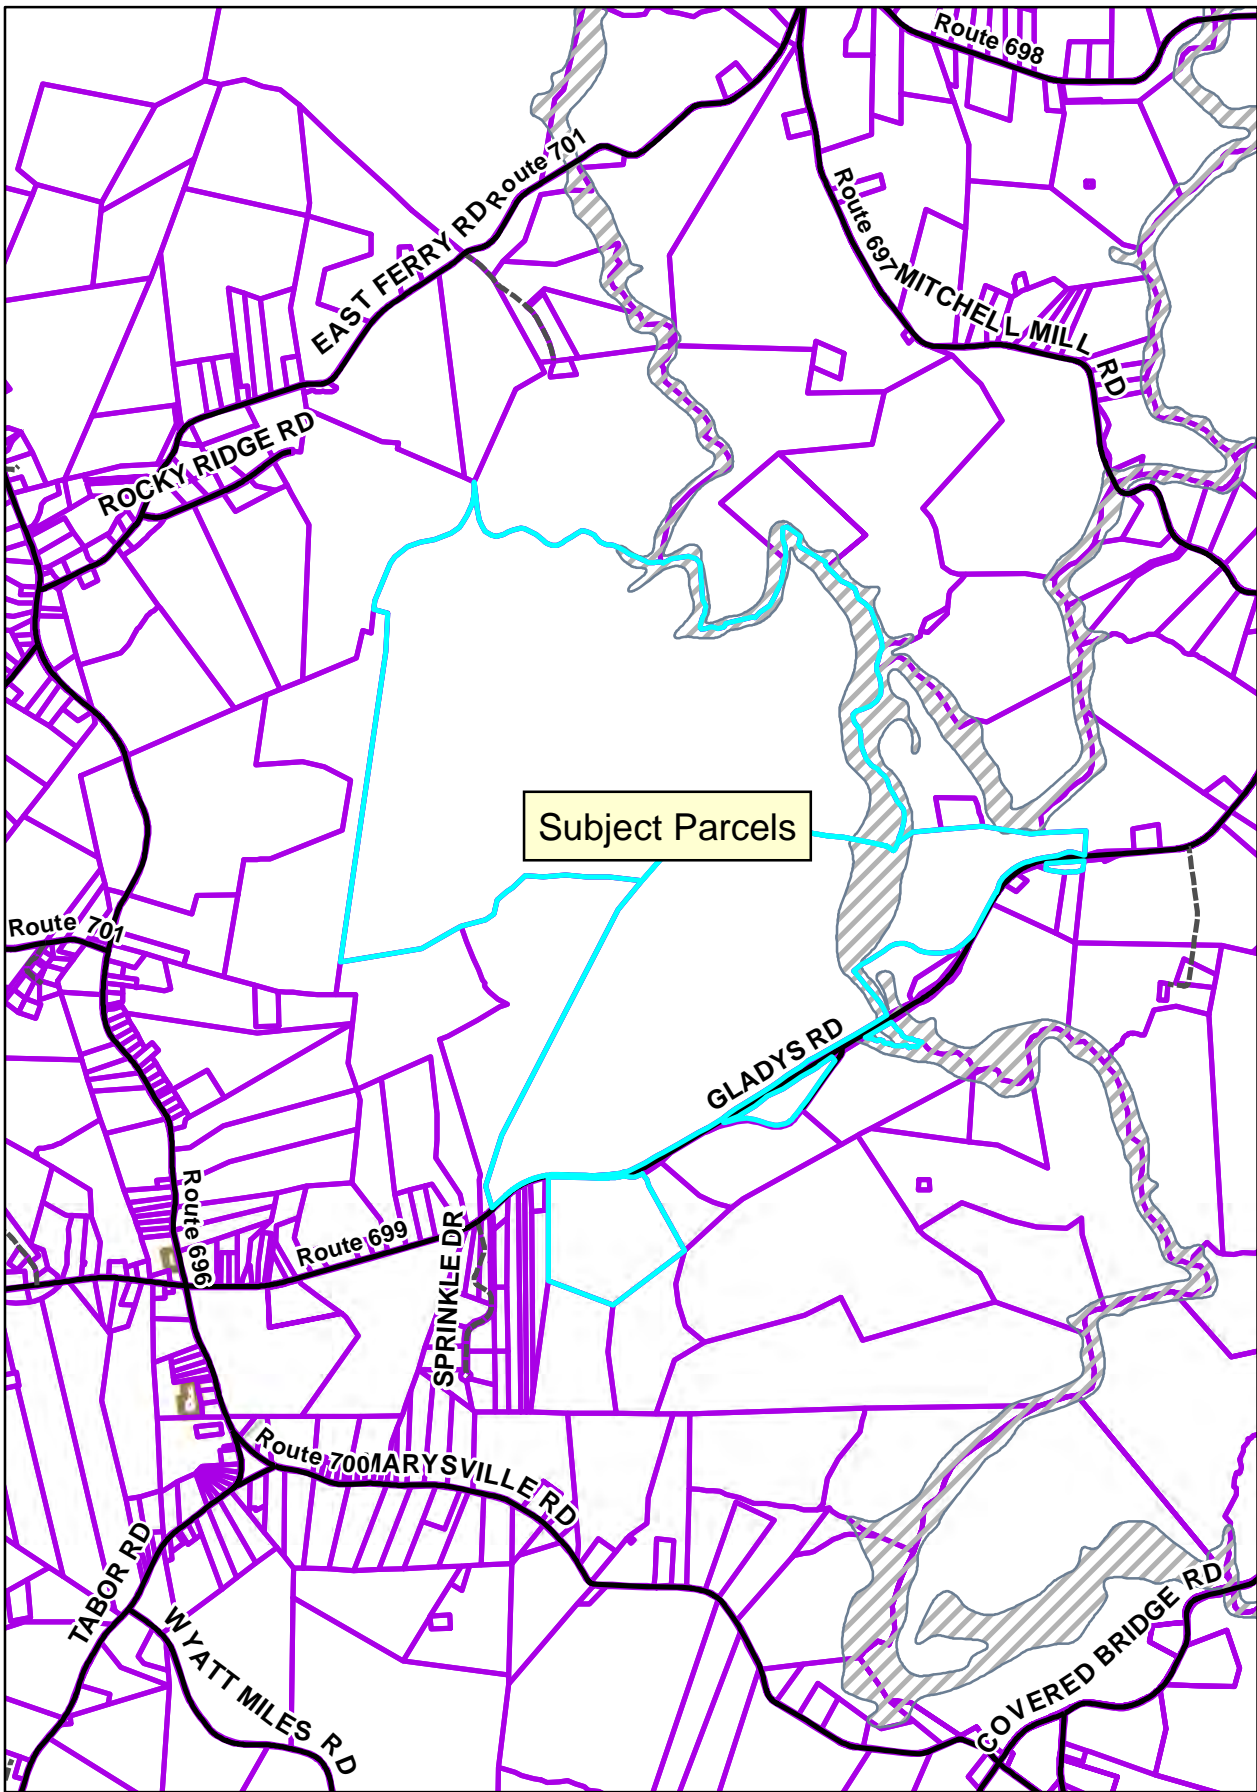 Route 698
Route 701
EAST FERRY RD
Route 697
MITCHELL MILL RD
ROCKY RIDGE RD
Subject Parcels
Route 701
GLADYS RD
Route 696
Route 699
SPRINKLE DR
Route 700
MARYSVILLE RD
TABOR RD
WYATT MILES RD
COVERED BRIDGE RD